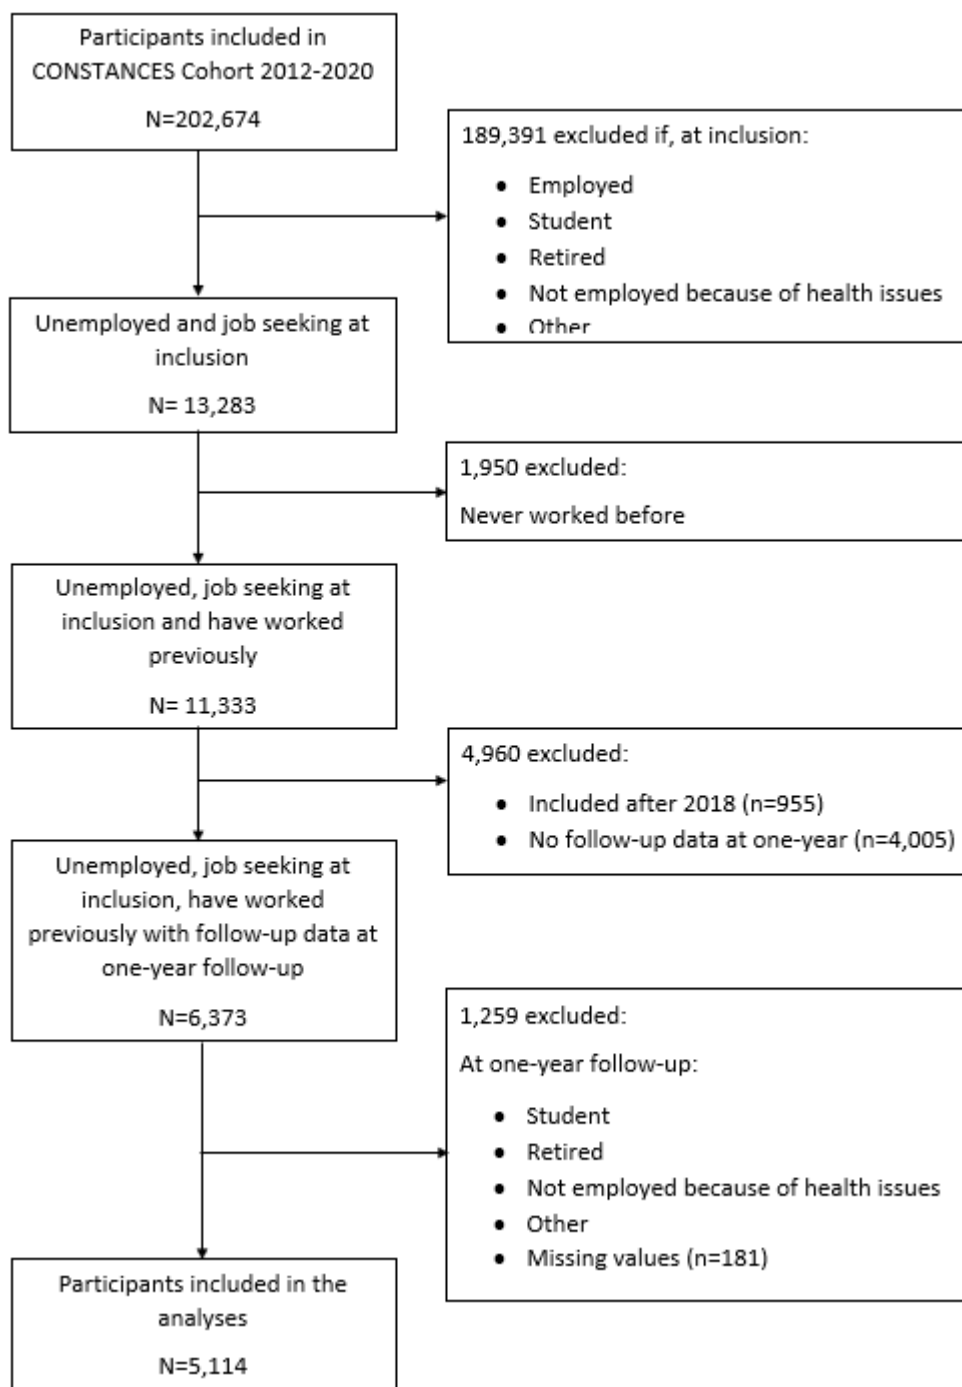 Participants included in
CONSTANCES Cohort 2012-2020
N=202,674
189,391 excluded if, at inclusion:
• Employed
• Student
• Retired
• Not employed because of health issues
• Other
Unemployed and job seeking at
inclusion
N= 13,283
1,950 excluded:
Never worked before
Unemployed, job seeking at
inclusion and have worked
previously
N= 11,333
4,960 excluded:
• Included after 2018 (n=955)
• No follow-up data at one-year (n=4,005)
Unemployed, job seeking at
inclusion, have worked
previously with follow-up data at
one-year follow-up
N=6,373
1,259 excluded:
At one-year follow-up:
• Student
• Retired
• Not employed because of health issues
• Other
• Missing values (n=181)
Participants included in the
analyses
N=5,114